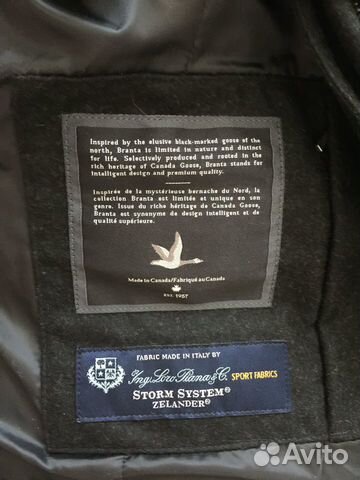 Inspired by the elusive black-marked goose of the
north, Branta is limited in nature and distinct
for life. Selectively produced and rooted in the
rich heritage of Canada Goose, Branta stands for
intelligent design and premium quality.
Inspirée de la mystérieuse bernache du Nord, la
collection Branta est limitée et unique en son
genre. Issue du riche héritage de Canada Goose,
Branta est synonyme de design intelligent et de
qualité supérieure.
Made in Canada/Fabriqué au Canada
EST. 1957
FABRIC MADE IN ITALY BY
Ing. Loro Piana & C. SPORT FABRICS
STORM SYSTEM®
ZELANDER®
Avito